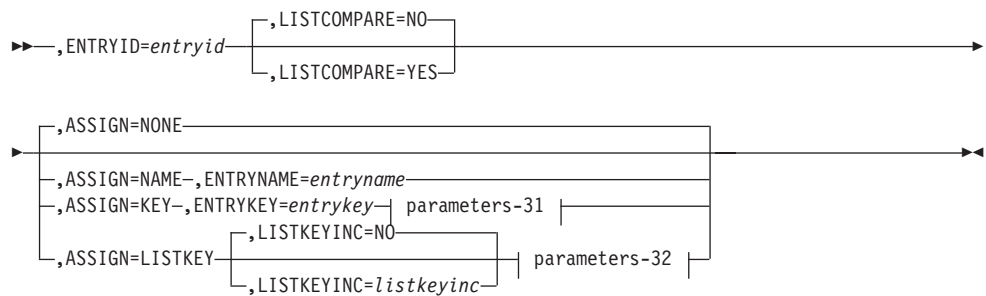 ,LISTCOMPARE=NO
,ENTRYID=entryid
,LISTCOMPARE=YES
,ASSIGN=NONE
,ASSIGN=NAME ,ENTRYNAME=entryname
,ASSIGN=KEY ,ENTRYKEY=entrykey parameters-31
,LISTKEYINC=NO
,ASSIGN=LISTKEY parameters-32
,LISTKEYINC=listkeyinc